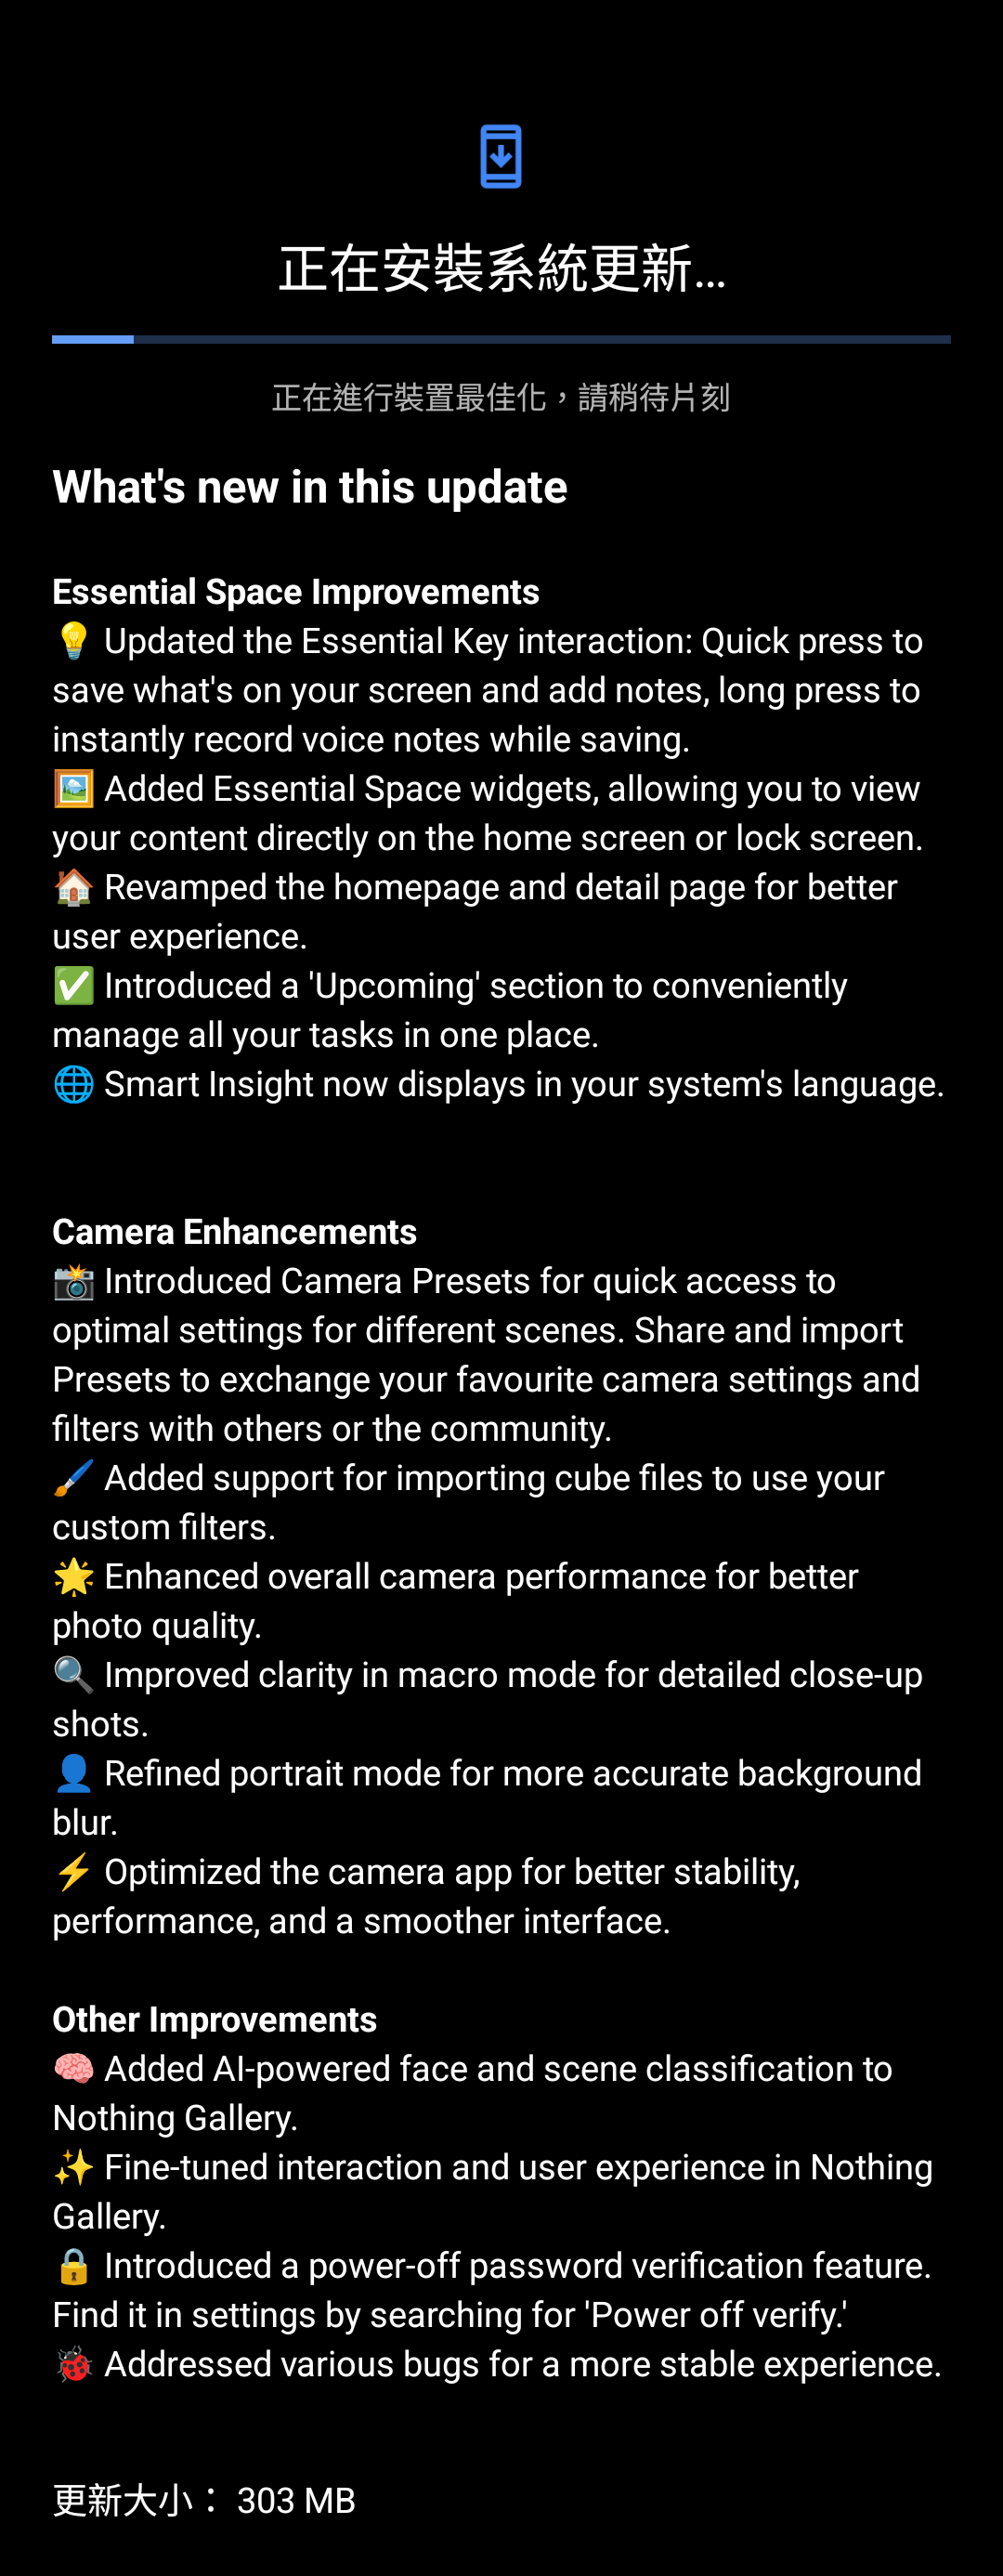 正在安裝系統更新...
正在進行裝置最佳化，請稍待片刻
What's new in this update
Essential Space Improvements
💡 Updated the Essential Key interaction: Quick press to
save what's on your screen and add notes, long press to
instantly record voice notes while saving.
🖼️ Added Essential Space widgets, allowing you to view
your content directly on the home screen or lock screen.
🏠 Revamped the homepage and detail page for better
user experience.
✅ Introduced a 'Upcoming' section to conveniently
manage all your tasks in one place.
🌐 Smart Insight now displays in your system's language.
Camera Enhancements
📸 Introduced Camera Presets for quick access to
optimal settings for different scenes. Share and import
Presets to exchange your favourite camera settings and
filters with others or the community.
🖌️ Added support for importing cube files to use your
custom filters.
🌟 Enhanced overall camera performance for better
photo quality.
🔍 Improved clarity in macro mode for detailed close-up
shots.
👤 Refined portrait mode for more accurate background
blur.
⚡ Optimized the camera app for better stability,
performance, and a smoother interface.
Other Improvements
🧠 Added AI-powered face and scene classification to
Nothing Gallery.
✨ Fine-tuned interaction and user experience in Nothing
Gallery.
🔒 Introduced a power-off password verification feature.
Find it in settings by searching for 'Power off verify.'
🐞 Addressed various bugs for a more stable experience.
更新大小： 303 MB